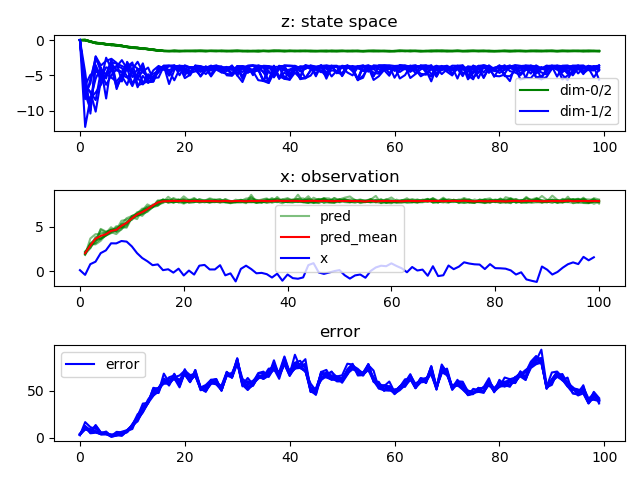 z: state space
0
−5
−10
dim-0/2
dim-1/2
0 20 40 60 80 100
x: observation
5
0
pred
pred_mean
x
0 20 40 60 80 100
error
error
50
0
0 20 40 60 80 100